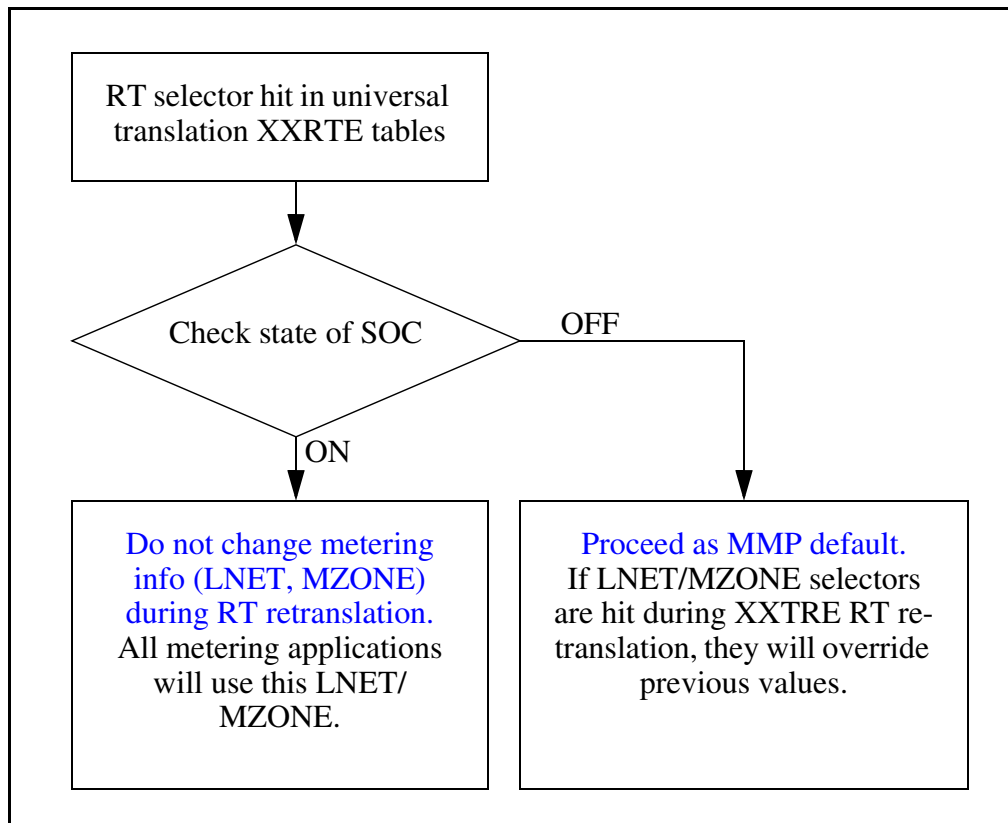 RT selector hit in universal
translation XXRTE tables
Check state of SOC
OFF
ON
Do not change metering
info (LNET, MZONE)
during RT retranslation.
All metering applications
will use this LNET/
MZONE.
Proceed as MMP default.
If LNET/MZONE selectors
are hit during XXTRE RT re-
translation, they will override
previous values.